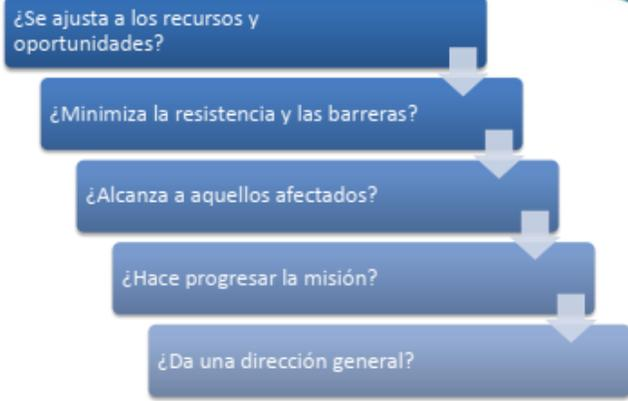 ¿Se ajusta a los recursos y
oportunidades?
¿Minimiza la resistencia y las barreras?
¿Alcanza a aquellos afectados?
¿Hace progresar la misión?
¿Da una dirección general?